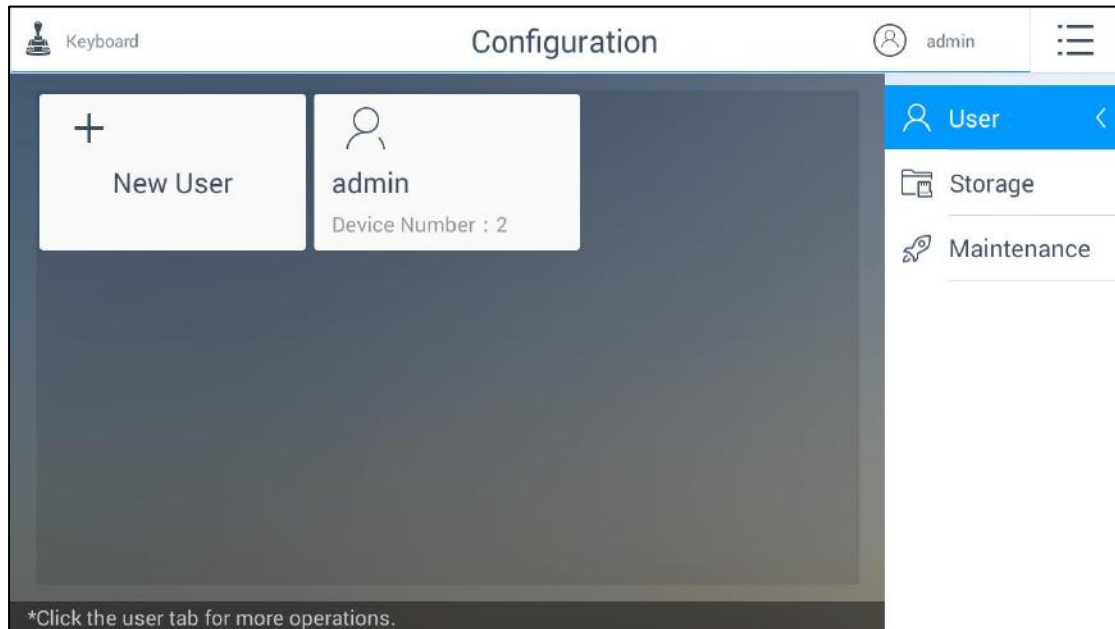 Keyboard
Configuration
admin
New User
admin
Device Number : 2
User
Storage
Maintenance
*Click the user tab for more operations.